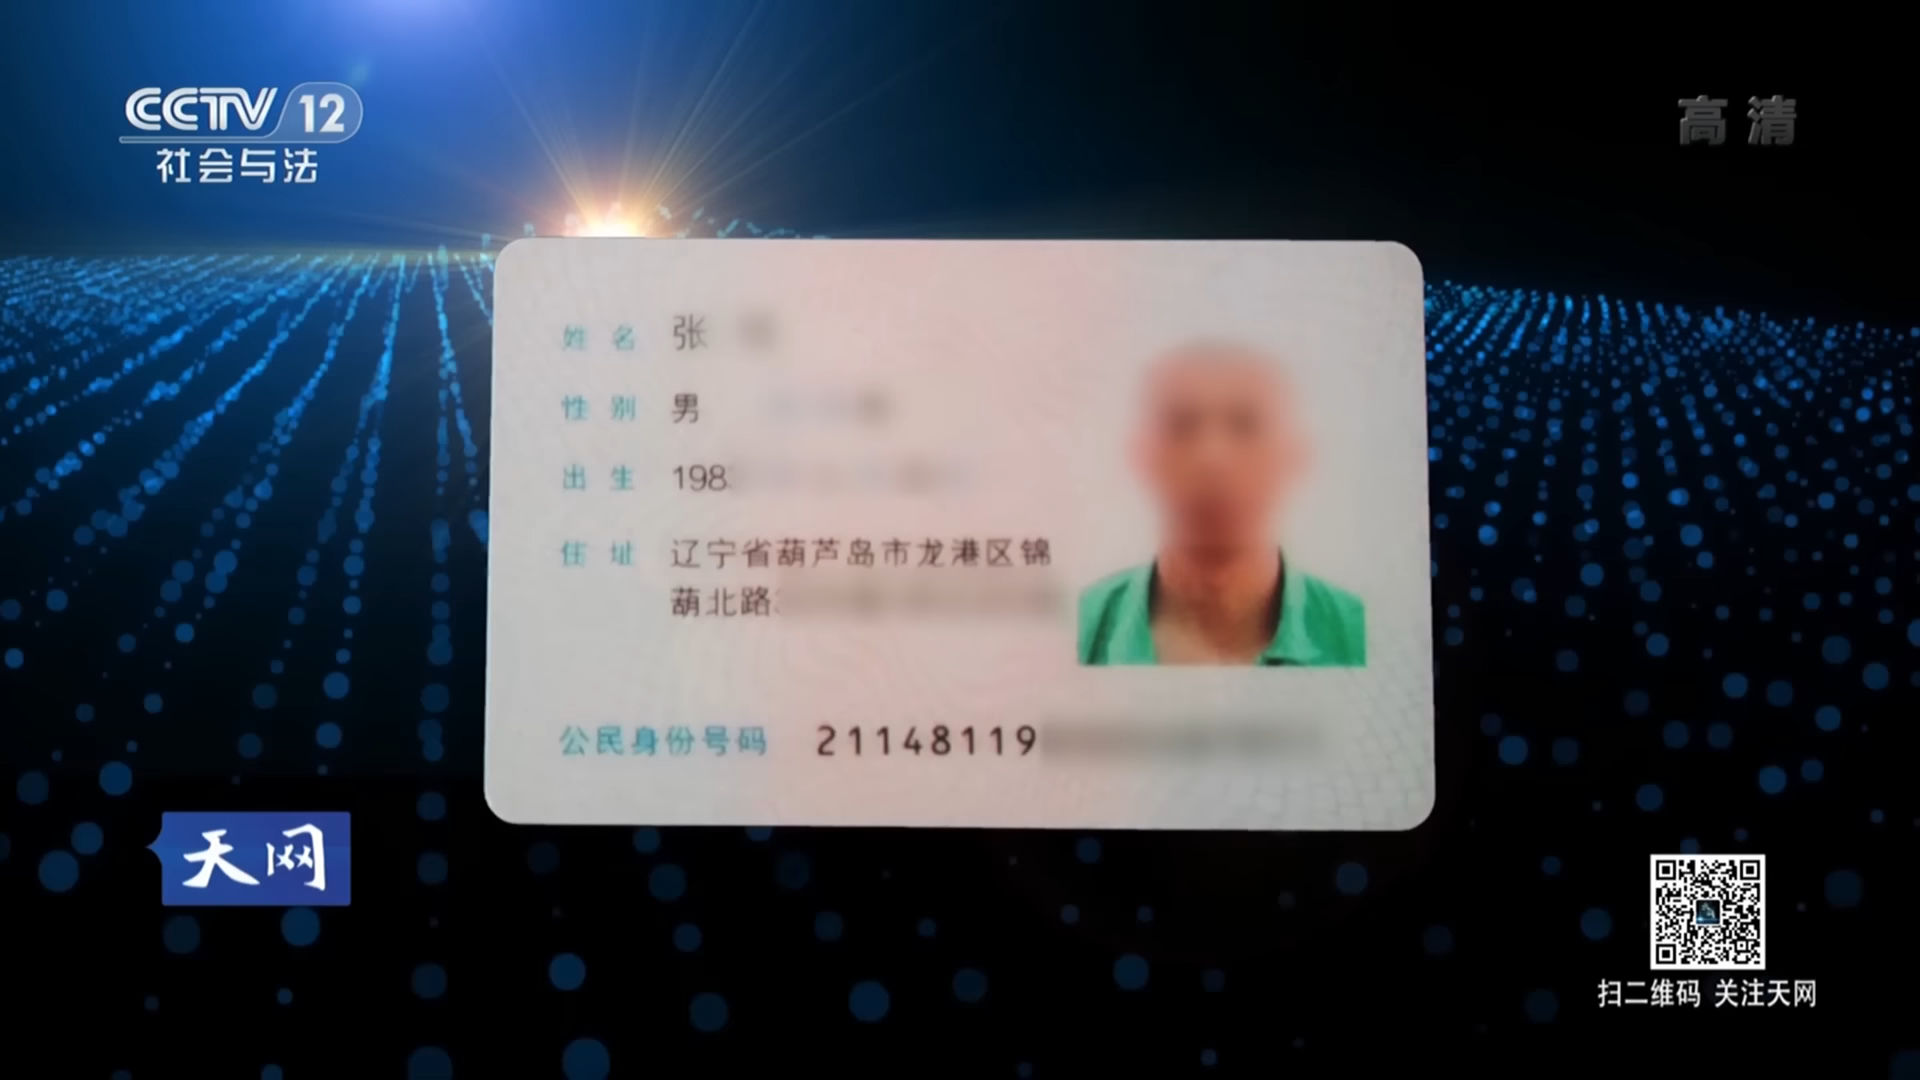 CCTV 12
社会与法
高清
姓名 张
性别 男
出生 198
住址 辽宁省葫芦岛市龙港区锦
葫北路
公民身份号码 21148119
天网
扫二维码 关注天网